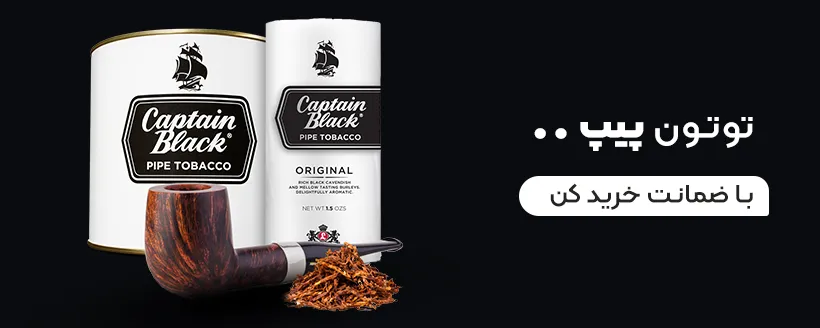 Captain
Black®
PIPE TOBACCO
Captain
Black®
PIPE TOBACCO
ORIGINAL
RICH BLACK CAVENDISH
AND MELLOW TASTING BURLEYS.
DELIGHTFULLY AROMATIC.
NET WT. 1.5 OZS
توتون پیپ ..
با ضمانت خرید کن